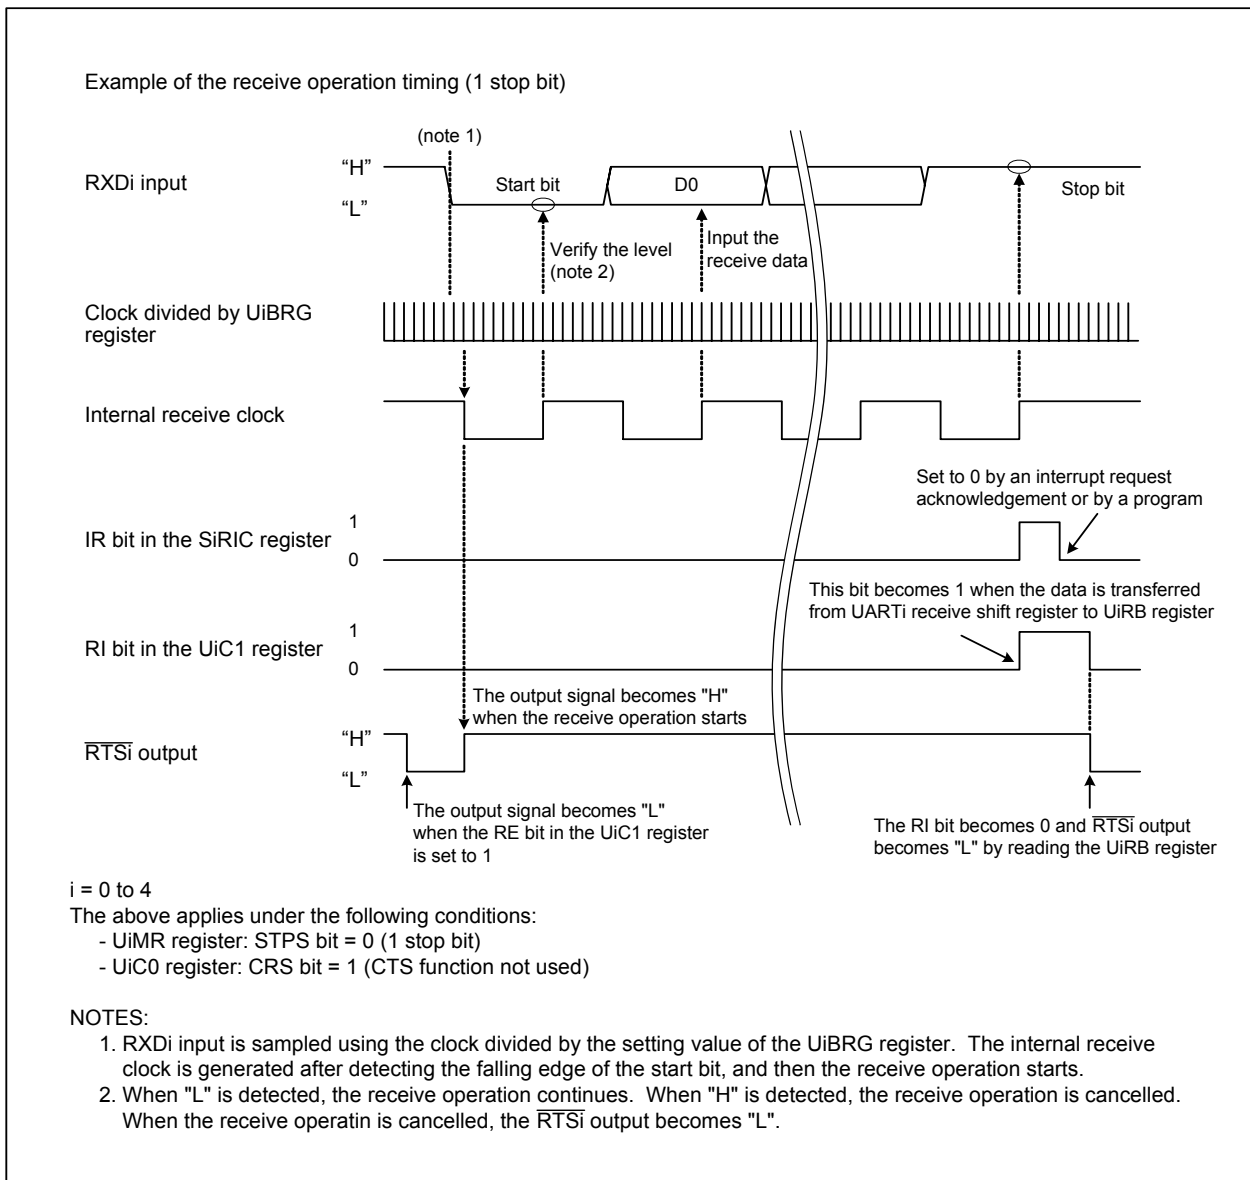 Example of the receive operation timing (1 stop bit)
(note 1)
RXDi input
“H”
“L”
Start bit
D0
Stop bit
Verify the level
(note 2)
Input the
receive data
Clock divided by UiBRG
register
Internal receive clock
Set to 0 by an interrupt request
acknowledgement or by a program
IR bit in the SiRIC register
1
0
This bit becomes 1 when the data is transferred
from UARTi receive shift register to UiRB register
RI bit in the UiC1 register
1
0
The output signal becomes "H"
when the receive operation starts
RTSi output
“H”
“L”
The output signal becomes "L"
when the RE bit in the UiC1 register
is set to 1
The RI bit becomes 0 and RTSi output
becomes "L" by reading the UiRB register
i = 0 to 4
The above applies under the following conditions:
- UiMR register: STPS bit = 0 (1 stop bit)
- UiC0 register: CRS bit = 1 (CTS function not used)
NOTES:
1. RXDi input is sampled using the clock divided by the setting value of the UiBRG register. The internal receive
clock is generated after detecting the falling edge of the start bit, and then the receive operation starts.
2. When "L" is detected, the receive operation continues. When "H" is detected, the receive operation is cancelled.
When the receive operatin is cancelled, the RTSi output becomes "L".